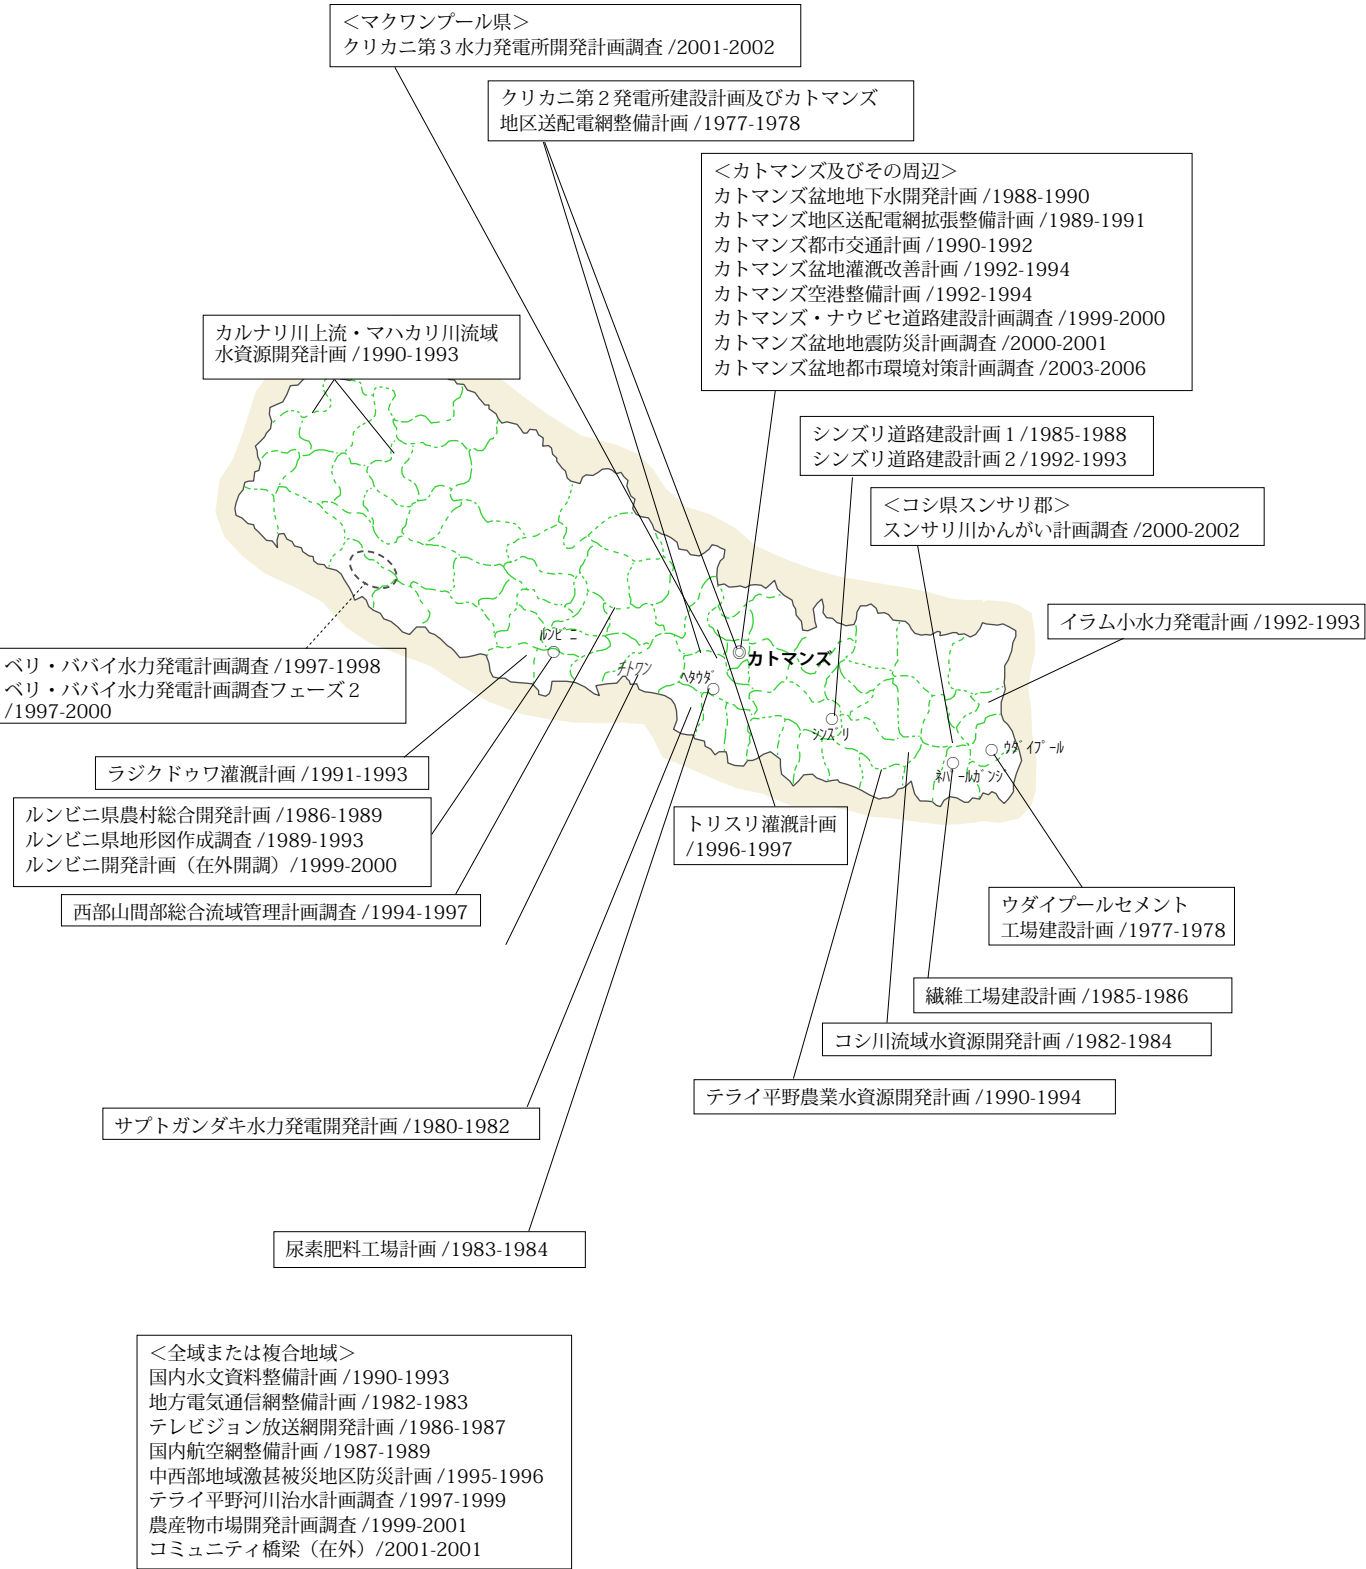 ＜マクワンプール県＞
クリカニ第３水力発電所開発計画調査 /2001-2002
クリカニ第２発電所建設計画及びカトマンズ
地区送配電網整備計画 /1977-1978
＜カトマンズ及びその周辺＞
カトマンズ盆地地下水開発計画 /1988-1990
カトマンズ地区送配電網拡張整備計画 /1989-1991
カトマンズ都市交通計画 /1990-1992
カトマンズ盆地灌漑改善計画 /1992-1994
カトマンズ空港整備計画 /1992-1994
カトマンズ・ナウビセ道路建設計画調査 /1999-2000
カトマンズ盆地地震防災計画調査 /2000-2001
カトマンズ盆地都市環境対策計画調査 /2003-2006
カルナリ川上流・マハカリ川流域
水資源開発計画 /1990-1993
シンズリ道路建設計画１/1985-1988
シンズリ道路建設計画２/1992-1993
＜コシ県スンサリ郡＞
スンサリ川かんがい計画調査 /2000-2002
イラム小水力発電計画 /1992-1993
ルンビニ
カトマンズ
チトワン
ヘタウダ
シンズリ
ウダイプール
ネパールガンジ
ベリ・ババイ水力発電計画調査 /1997-1998
ベリ・ババイ水力発電計画調査フェーズ２
/1997-2000
ラジクドゥワ灌漑計画 /1991-1993
ルンビニ県農村総合開発計画 /1986-1989
ルンビニ県地形図作成調査 /1989-1993
ルンビニ開発計画（在外開調）/1999-2000
トリスリ灌漑計画
/1996-1997
西部山間部総合流域管理計画調査 /1994-1997
ウダイプールセメント
工場建設計画 /1977-1978
繊維工場建設計画 /1985-1986
コシ川流域水資源開発計画 /1982-1984
テライ平野農業水資源開発計画 /1990-1994
サプトガンダキ水力発電開発計画 /1980-1982
尿素肥料工場計画 /1983-1984
＜全域または複合地域＞
国内水文資料整備計画 /1990-1993
地方電気通信網整備計画 /1982-1983
テレビジョン放送網開発計画 /1986-1987
国内航空網整備計画 /1987-1989
中西部地域激甚被災地区防災計画 /1995-1996
テライ平野河川治水計画調査 /1997-1999
農産物市場開発計画調査 /1999-2001
コミュニティ橋梁（在外）/2001-2001